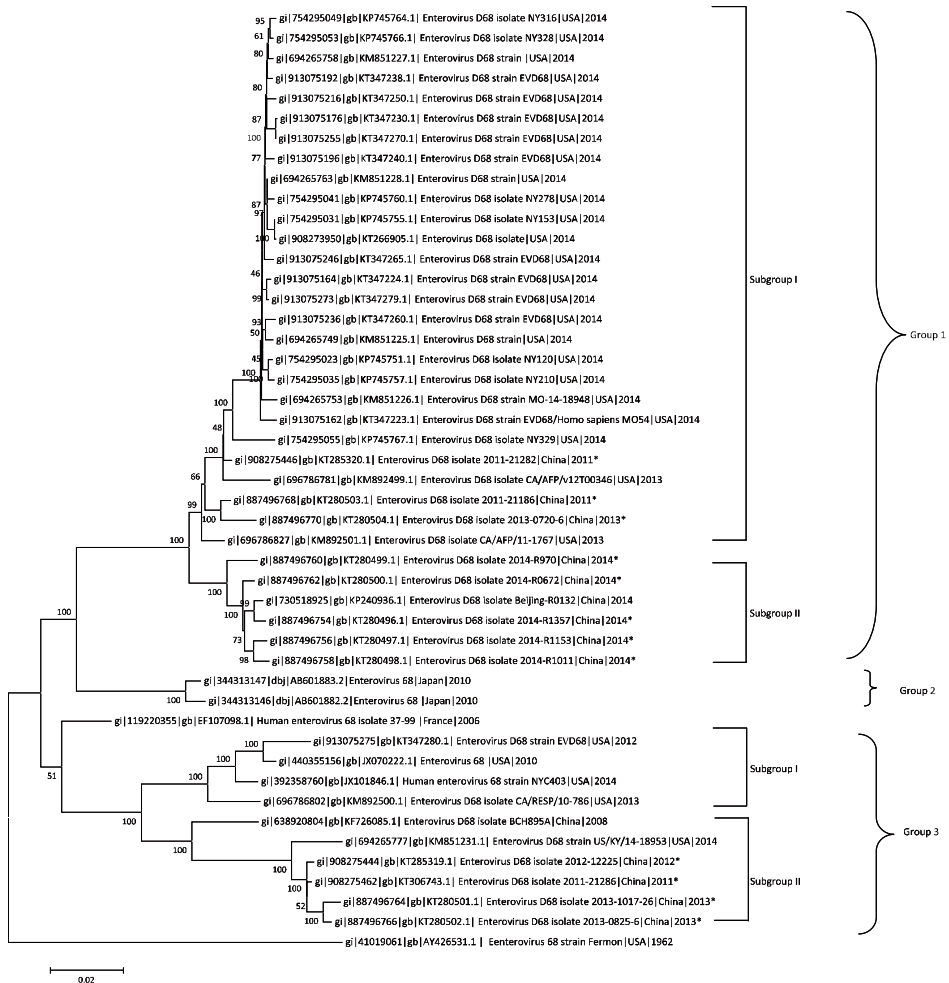 95
gi|754295049|gb|KP745764.1| Enterovirus D68 isolate NY316|USA|2014
61
gi|754295053|gb|KP745766.1| Enterovirus D68 isolate NY328|USA|2014
80
gi|694265758|gb|KM851227.1| Enterovirus D68 strain |USA|2014
gi|913075192|gb|KT347238.1| Enterovirus D68 strain EVD68|USA|2014
80
gi|913075216|gb|KT347250.1| Enterovirus D68 strain EVD68|USA|2014
87
gi|913075176|gb|KT347230.1| Enterovirus D68 strain EVD68|USA|2014
100
gi|913075255|gb|KT347270.1| Enterovirus D68 strain EVD68|USA|2014
77
gi|913075196|gb|KT347240.1| Enterovirus D68 strain EVD68|USA|2014
gi|694265763|gb|KM851228.1| Enterovirus D68 strain|USA|2014
87
gi|754295041|gb|KP745760.1| Enterovirus D68 isolate NY278|USA|2014
97
gi|754295031|gb|KP745755.1| Enterovirus D68 isolate NY153|USA|2014
100
gi|908273950|gb|KT266905.1| Enterovirus D68 isolate|USA|2014
gi|913075246|gb|KT347265.1| Enterovirus D68 strain EVD68|USA|2014
46
gi|913075164|gb|KT347224.1| Enterovirus D68 strain EVD68|USA|2014
Subgroup I
99
gi|913075273|gb|KT347279.1| Enterovirus D68 strain EVD68|USA|2014
93
gi|913075236|gb|KT347260.1| Enterovirus D68 strain EVD68|USA|2014
50
gi|694265749|gb|KM851225.1| Enterovirus D68 strain|USA|2014
Group 1
45
gi|754295023|gb|KP745751.1| Enterovirus D68 isolate NY120|USA|2014
100
100
gi|754295035|gb|KP745757.1| Enterovirus D68 isolate NY210|USA|2014
100
gi|694265753|gb|KM851226.1| Enterovirus D68 strain MO-14-18948|USA|2014
48
gi|913075162|gb|KT347223.1| Enterovirus D68 strain EVD68/Homo sapiens MO54|USA|2014
gi|754295055|gb|KP745767.1| Enterovirus D68 isolate NY329|USA|2014
100
gi|908275446|gb|KT285320.1| Enterovirus D68 isolate 2011-21282|China|2011*
66
gi|696786781|gb|KM892499.1| Enterovirus D68 isolate CA/AFP/v12T00346|USA|2013
99
gi|887496768|gb|KT280503.1| Enterovirus D68 isolate 2011-21186|China|2011*
100
gi|887496770|gb|KT280504.1| Enterovirus D68 isolate 2013-0720-6|China|2013*
100
gi|696786827|gb|KM892501.1| Enterovirus D68 isolate CA/AFP/11-1767|USA|2013
gi|887496760|gb|KT280499.1| Enterovirus D68 isolate 2014-R970|China|2014*
gi|887496762|gb|KT280500.1| Enterovirus D68 isolate 2014-R0672|China|2014*
100
99
gi|730518925|gb|KP240936.1| Enterovirus D68 isolate Beijing-R0132|China|2014
100
100
Subgroup II
gi|887496754|gb|KT280496.1| Enterovirus D68 isolate 2014-R1357|China|2014*
73
gi|887496756|gb|KT280497.1| Enterovirus D68 isolate 2014-R1153|China|2014*
98
gi|887496758|gb|KT280498.1| Enterovirus D68 isolate 2014-R1011|China|2014*
gi|344313147|dbj|AB601883.2|Enterovirus 68|Japan|2010
Group 2
100
gi|344313146|dbj|AB601882.2|Enterovirus 68 |Japan|2010
gi|119220355|gb|EF107098.1| Human enterovirus 68 isolate 37-99 |France|2006
gi|913075275|gb|KT347280.1| Enterovirus D68 strain EVD68|USA|2012
100
gi|440355156|gb|JX070222.1| Enterovirus 68 |USA|2010
51
100
Subgroup I
gi|392358760|gb|JX101846.1| Human enterovirus 68 strain NYC403|USA|2014
100
gi|696786802|gb|KM892500.1| Enterovirus D68 isolate CA/RESP/10-786|USA|2013
100
gi|638920804|gb|KF726085.1| Enterovirus D68 isolate BCH895A|China|2008
Group 3
gi|694265777|gb|KM851231.1| Enterovirus D68 strain US/KY/14-18953|USA|2014
100
gi|908275444|gb|KT285319.1| Enterovirus D68 isolate 2012-12225|China|2012*
100
gi|908275462|gb|KT306743.1| Enterovirus D68 isolate 2011-21286|China|2011*
Subgroup II
100
gi|887496764|gb|KT280501.1| Enterovirus D68 isolate 2013-1017-26|China|2013*
52
gi|887496766|gb|KT280502.1| Enterovirus D68 isolate 2013-0825-6|China|2013*
100
gi|41019061|gb|AY426531.1 | Eenterovirus 68 strain Fermon|USA|1962
0.02